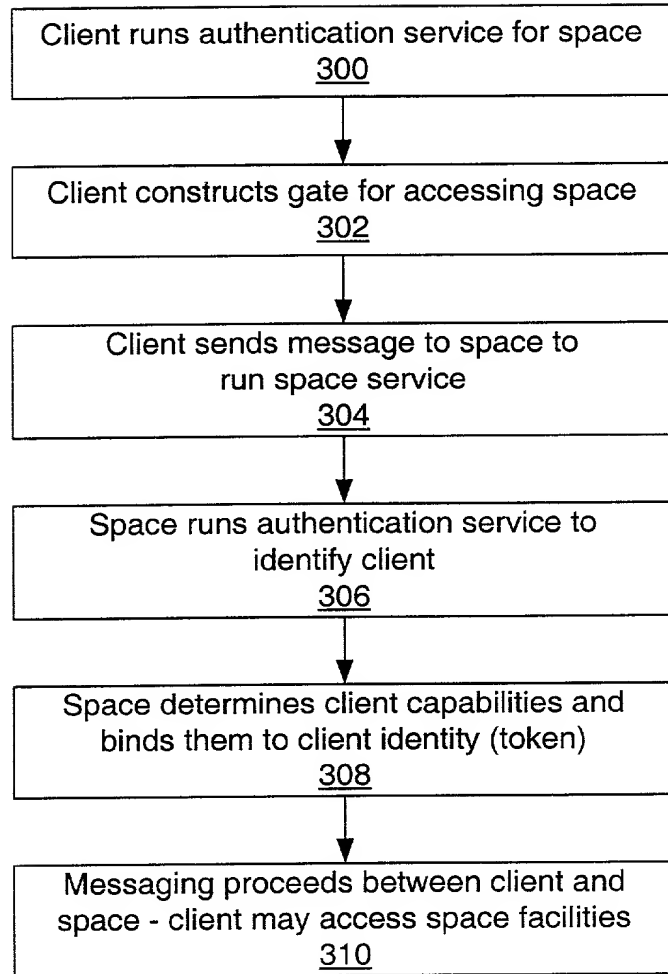 Client runs authentication service for space
300
Client constructs gate for accessing space
302
Client sends message to space to
run space service
304
Space runs authentication service to
identify client
306
Space determines client capabilities and
binds them to client identity (token)
308
Messaging proceeds between client and
space - client may access space facilities
310